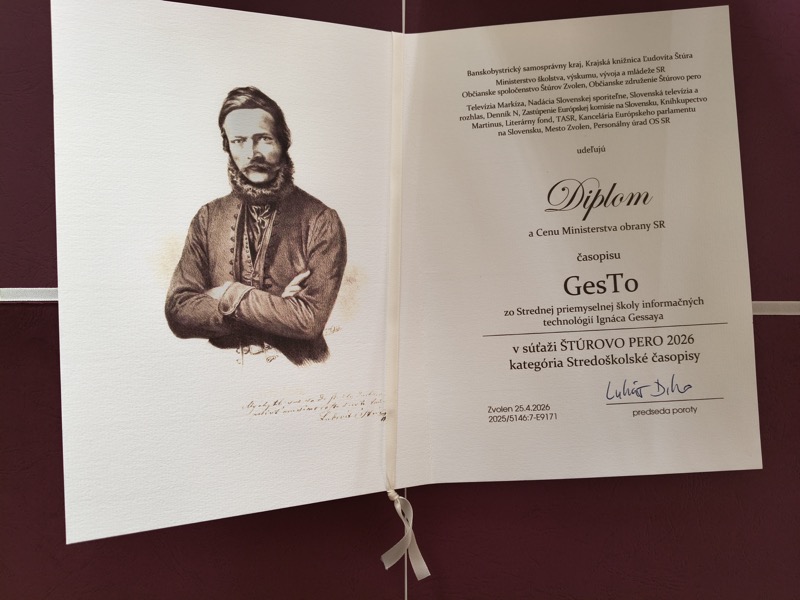 Banskobystrický samosprávny kraj, Krajská knižnica Ľudovíta Štúra
Ministerstvo školstva, výskumu, vývoja a mládeže SR
Občianske spoločenstvo Štúrov Zvolen, Občianske združenie Štúrovo pero
Televízia Markíza, Nadácia Slovenskej sporiteľne, Slovenská televízia a
rozhlas, Denník N, Zastúpenie Európskej komisie na Slovensku, Kníhkupectvo
Martinus, Literárny fond, TASR, Kancelária Európskeho parlamentu
na Slovensku, Mesto Zvolen, Personálny úrad OS SR
udeľujú
Diplom
a Cenu Ministerstva obrany SR
časopisu
GesTo
zo Strednej priemyselnej školy informačných
technológií Ignáca Gessaya
v súťaži ŠTÚROVO PERO 2026
kategória Stredoškolské časopisy
Zvolen 25.4.2026
2025/5146:7-E9171
predseda poroty